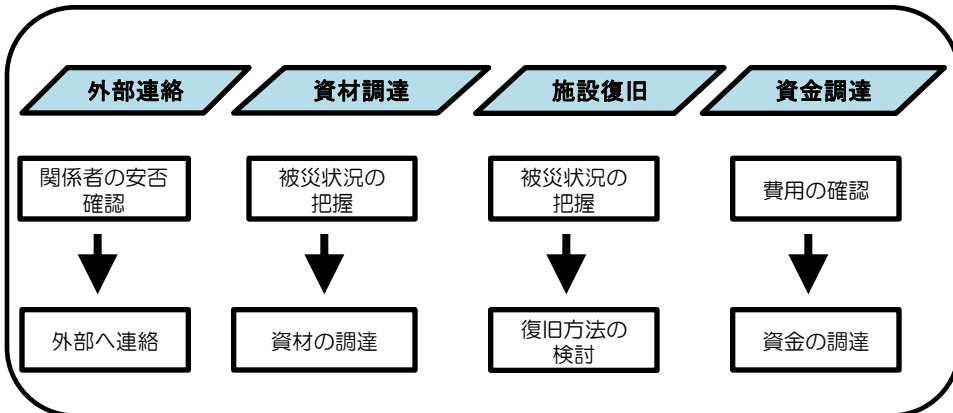 外部連絡
資材調達
施設復旧
資金調達
関係者の安否
確認
被災状況の
把握
被災状況の
把握
費用の確認
外部へ連絡
資材の調達
復旧方法の
検討
資金の調達